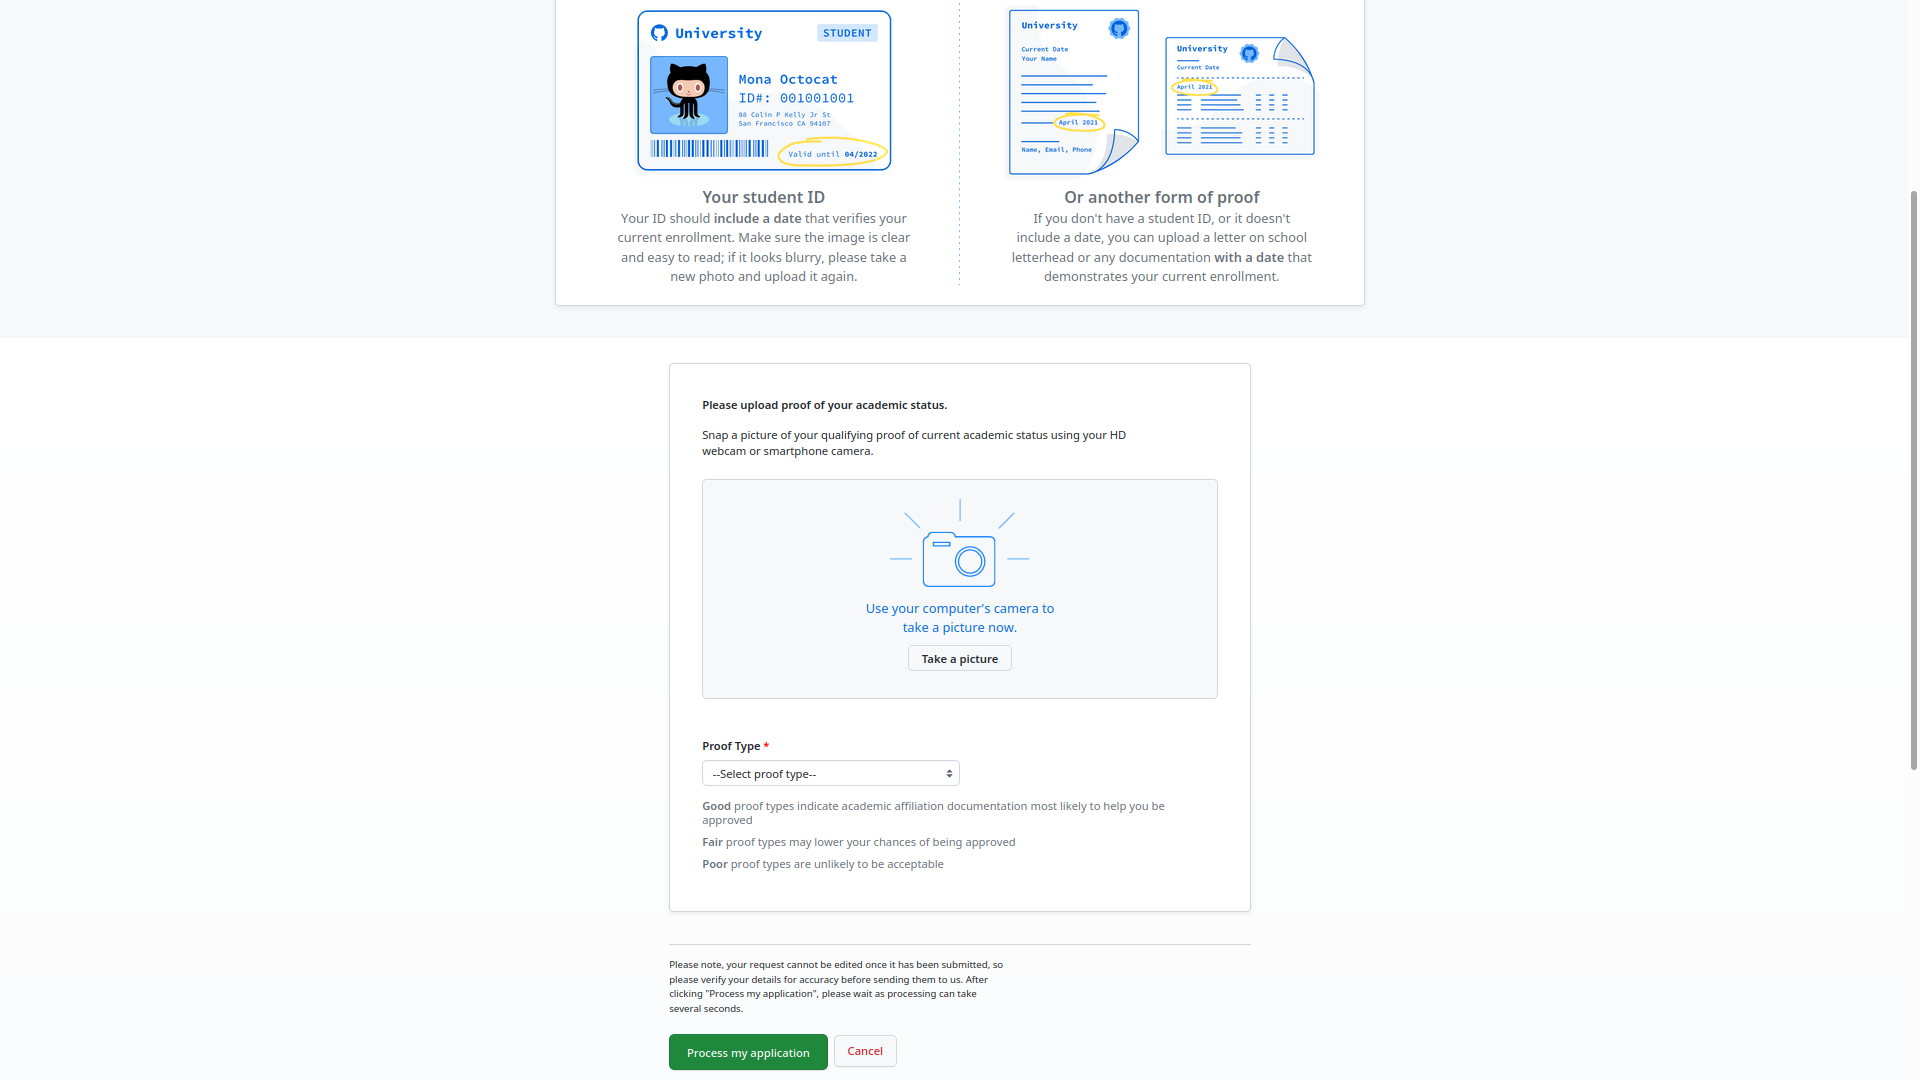 University
STUDENT
Mona Octocat
ID#: 001001001
88 Colin P Kelly Jr St
San Francisco CA 94107
Valid until 04/2022
University
Current Date
Your Name
April 2021
Name, Email, Phone
University
Current Date
April 2021
Your student ID
Your ID should include a date that verifies your
current enrollment. Make sure the image is clear
and easy to read; if it looks blurry, please take a
new photo and upload it again.
Or another form of proof
If you don't have a student ID, or it doesn't
include a date, you can upload a letter on school
letterhead or any documentation with a date that
demonstrates your current enrollment.
Please upload proof of your academic status.
Snap a picture of your qualifying proof of current academic status using your HD
webcam or smartphone camera.
Use your computer's camera to
take a picture now.
Take a picture
Proof Type *
--Select proof type--
Good proof types indicate academic affiliation documentation most likely to help you be
approved
Fair proof types may lower your chances of being approved
Poor proof types are unlikely to be acceptable
Please note, your request cannot be edited once it has been submitted, so
please verify your details for accuracy before sending them to us. After
clicking "Process my application", please wait as processing can take
several seconds.
Process my application
Cancel